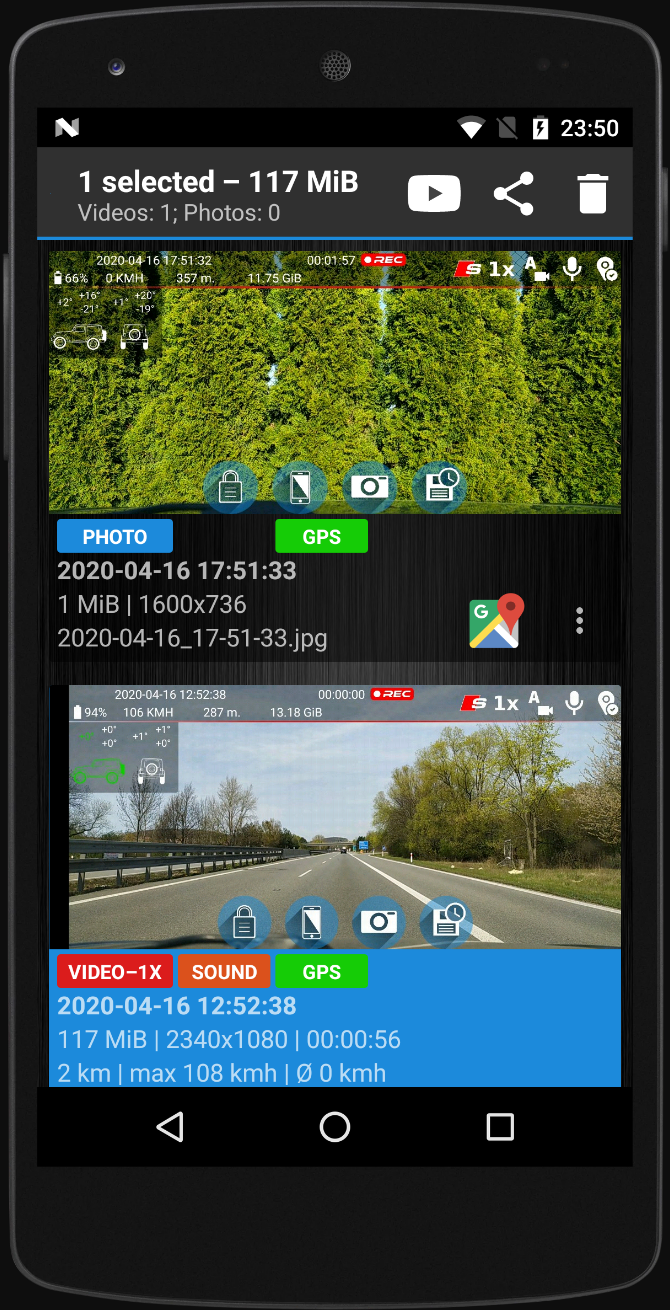 23:50
1 selected – 117 MiB
Videos: 1; Photos: 0
2020-04-16 17:51:32 00:01:57 REC
66% 0 KMH 357 m. 11.75 GiB S 1x A
+2° +16° -21° +1° +20° -19°
PHOTO GPS
2020-04-16 17:51:33
1 MiB | 1600x736
2020-04-16_17-51-33.jpg
G
2020-04-16 12:52:38 00:00:00 REC
94% 106 KMH 287 m. 13.18 GiB S 1x A
+0° +0° +1° +1° +0°
VIDEO–1X SOUND GPS
2020-04-16 12:52:38
117 MiB | 2340x1080 | 00:00:56
2 km | max 108 kmh | Ø 0 kmh